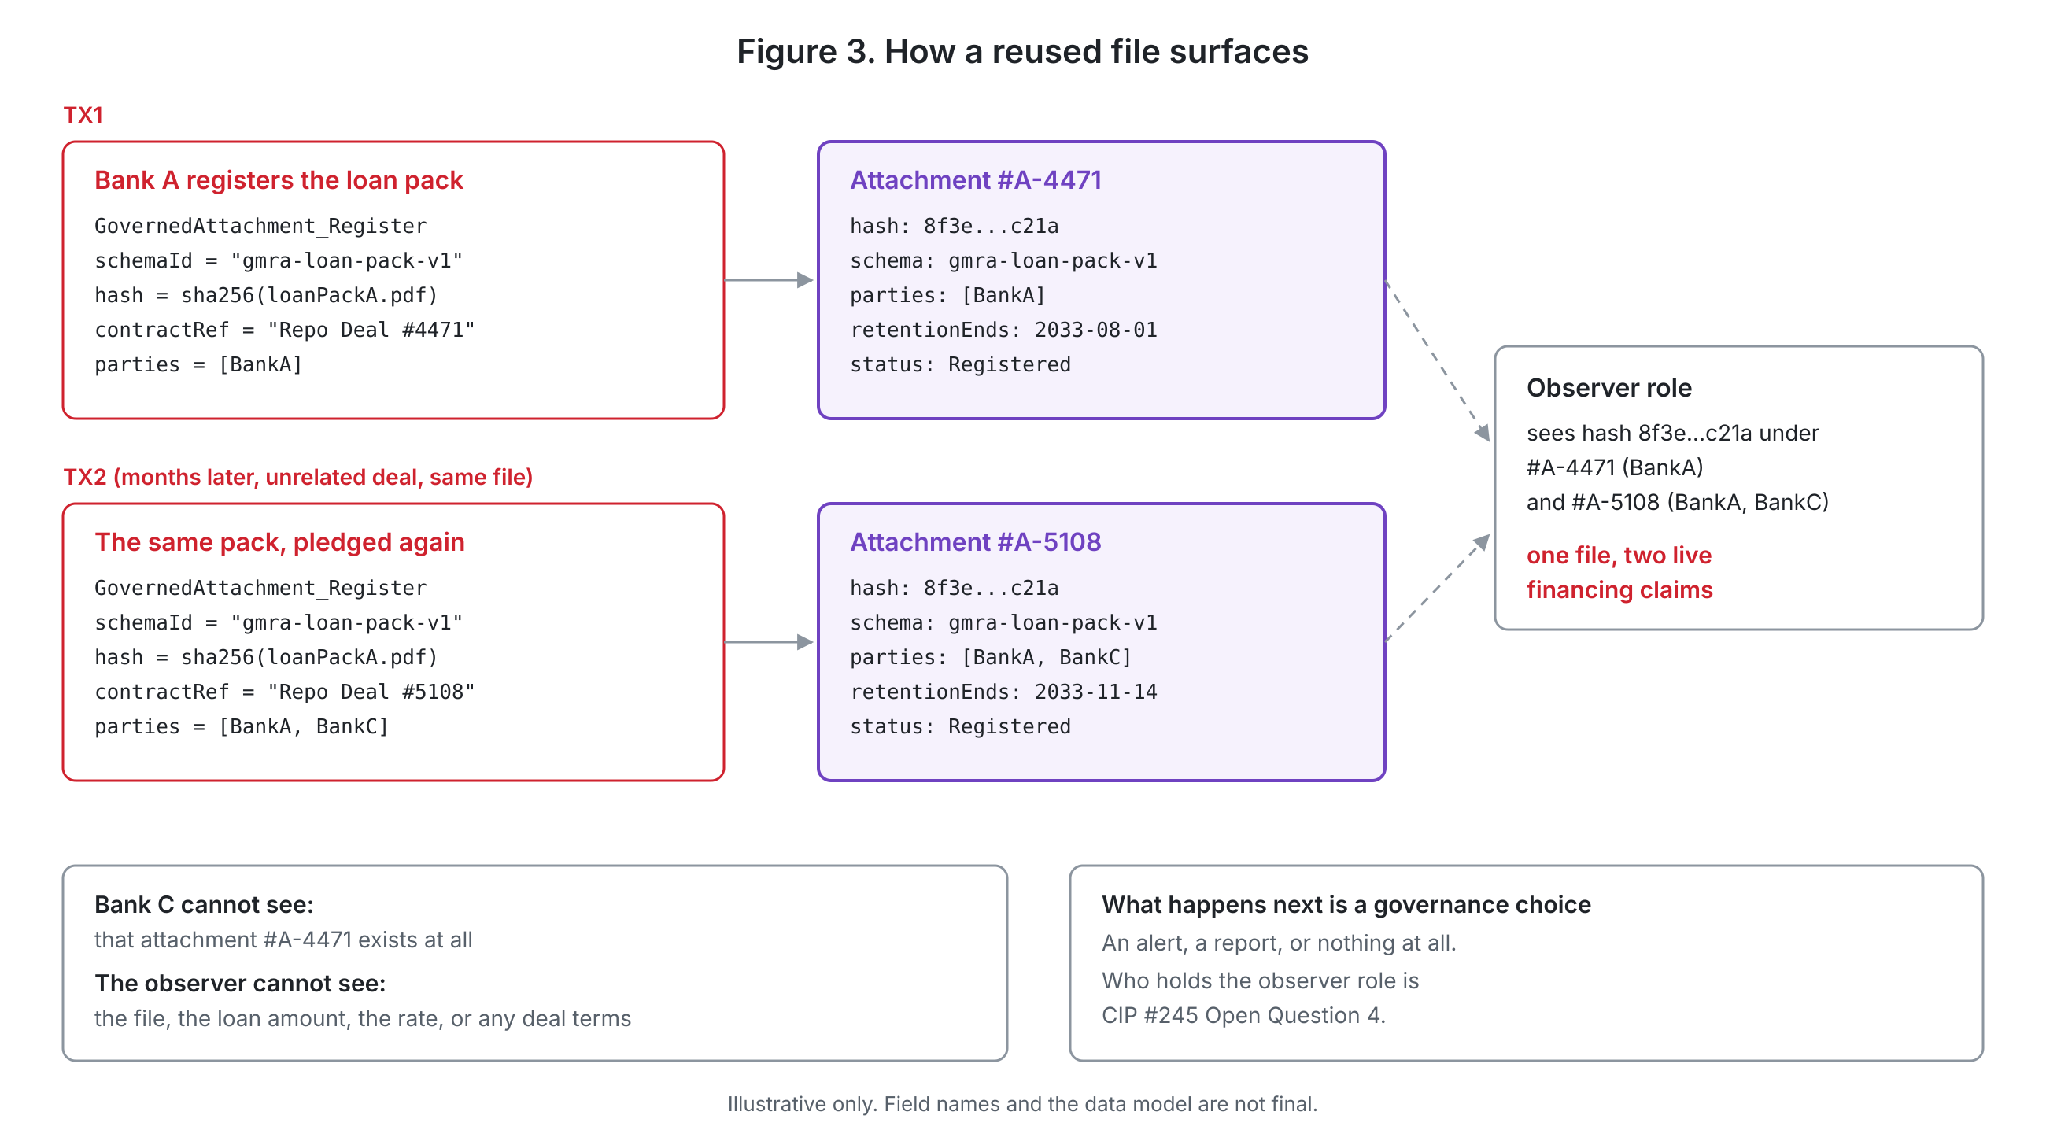 Figure 3. How a reused file surfaces
TX1
Bank A registers the loan pack
GovernedAttachment_Register
schemaId = "gmra-loan-pack-v1"
hash = sha256(loanPackA.pdf)
contractRef = "Repo Deal #4471"
parties = [BankA]
Attachment #A-4471
hash: 8f3e...c21a
schema: gmra-loan-pack-v1
parties: [BankA]
retentionEnds: 2033-08-01
status: Registered
TX2 (months later, unrelated deal, same file)
The same pack, pledged again
GovernedAttachment_Register
schemaId = "gmra-loan-pack-v1"
hash = sha256(loanPackA.pdf)
contractRef = "Repo Deal #5108"
parties = [BankA, BankC]
Attachment #A-5108
hash: 8f3e...c21a
schema: gmra-loan-pack-v1
parties: [BankA, BankC]
retentionEnds: 2033-11-14
status: Registered
Observer role
sees hash 8f3e...c21a under
#A-4471 (BankA)
and #A-5108 (BankA, BankC)
one file, two live
financing claims
Bank C cannot see:
that attachment #A-4471 exists at all
The observer cannot see:
the file, the loan amount, the rate, or any deal terms
What happens next is a governance choice
An alert, a report, or nothing at all.
Who holds the observer role is
CIP #245 Open Question 4.
Illustrative only. Field names and the data model are not final.